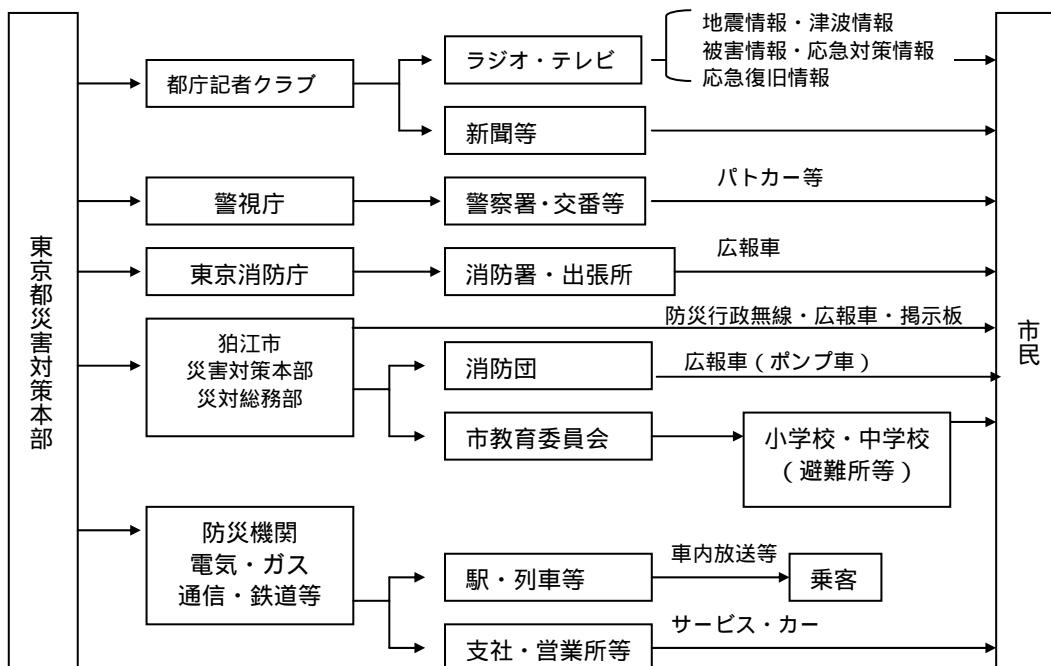 東京都災害対策本部
都庁記者クラブ
ラジオ・テレビ
地震情報・津波情報
被害情報・応急対策情報
応急復旧情報
新聞等
警視庁
警察署・交番等
パトカー等
東京消防庁
消防署・出張所
広報車
狛江市
災害対策本部
災対総務部
防災行政無線・広報車・掲示板
消防団
広報車(ポンプ車)
市教育委員会
小学校・中学校
(避難所等)
防災機関
電気・ガス
通信・鉄道等
駅・列車等
車内放送等
乗客
支社・営業所等
サービス・カー
市民